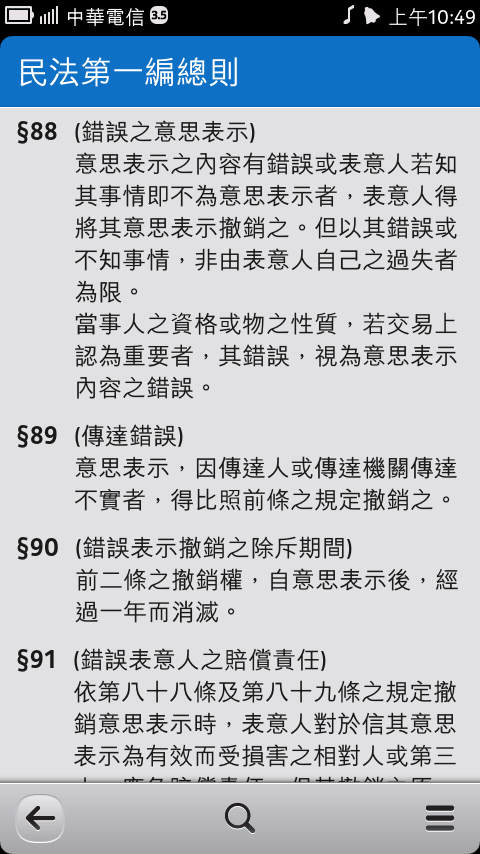 中華電信 3.5 上午10:49
民法第一編總則
§88 (錯誤之意思表示)
意思表示之內容有錯誤或表意人若知
其事情即不為意思表示者，表意人得
將其意思表示撤銷之。但以其錯誤或
不知事情，非由表意人自己之過失者
為限。
當事人之資格或物之性質，若交易上
認為重要者，其錯誤，視為意思表示
內容之錯誤。
§89 (傳達錯誤)
意思表示，因傳達人或傳達機關傳達
不實者，得比照前條之規定撤銷之。
§90 (錯誤表示撤銷之除斥期間)
前二條之撤銷權，自意思表示後，經
過一年而消滅。
§91 (錯誤表意人之賠償責任)
依第八十八條及第八十九條之規定撤
銷意思表示時，表意人對於信其意思
表示為有效而受損害之相對人或第三